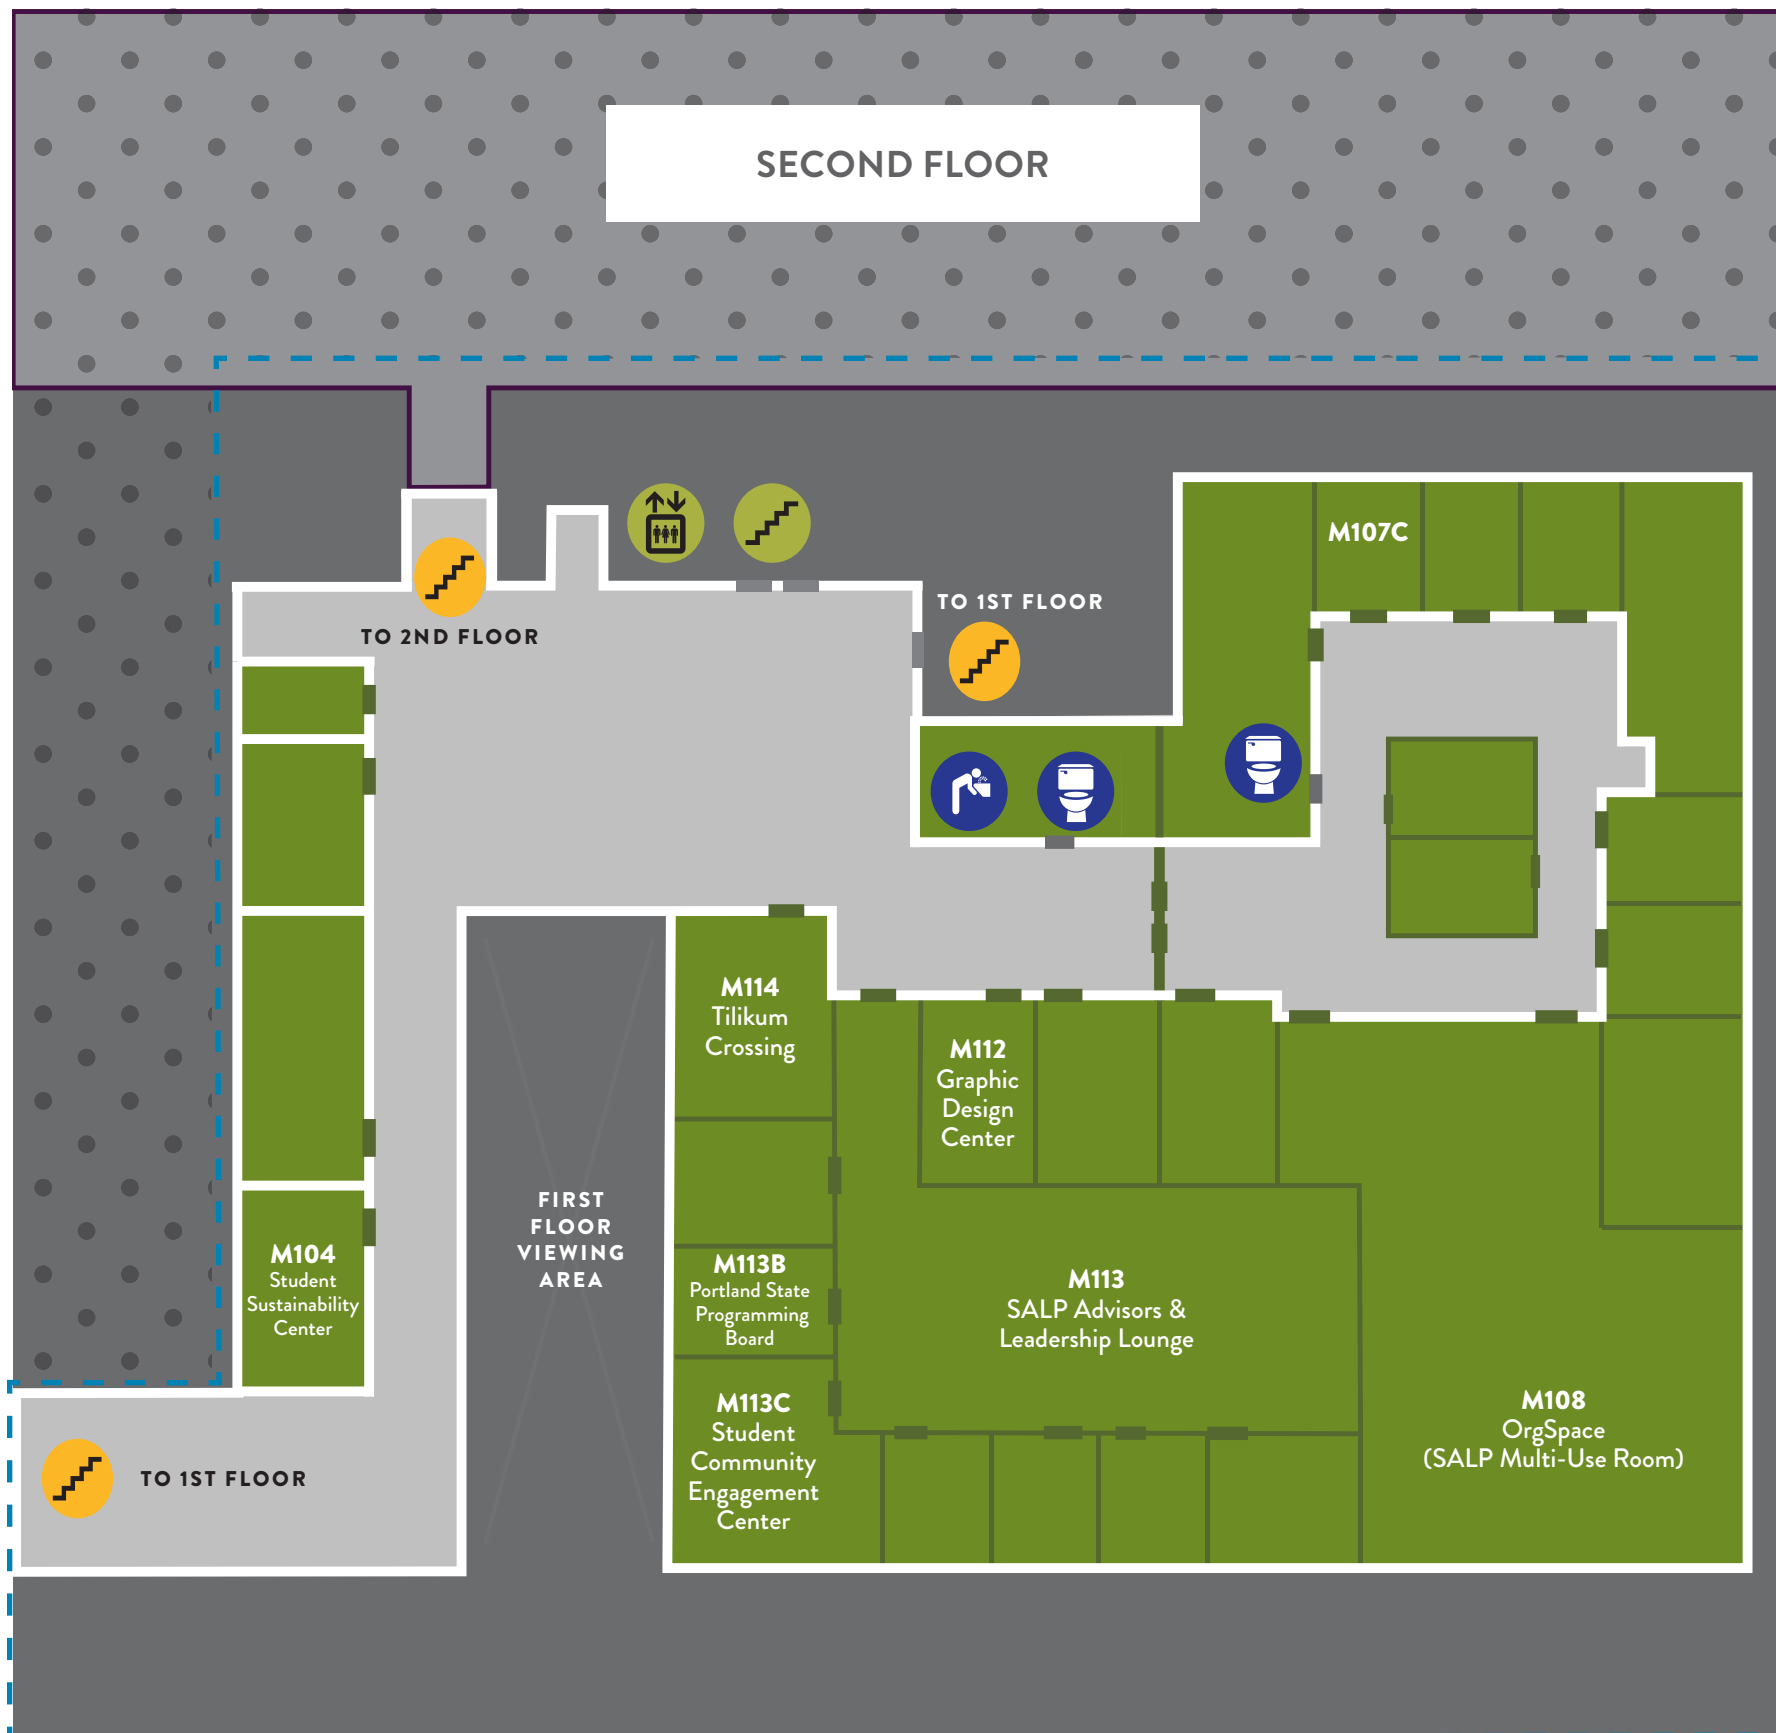 SECOND FLOOR
M107C
TO 1ST FLOOR
TO 2ND FLOOR
M114
Tilikum
Crossing
M112
Graphic
Design
Center
FIRST
FLOOR
VIEWING
AREA
M104
Student
Sustainability
Center
M113B
Portland State
Programming
Board
M113
SALP Advisors &
Leadership Lounge
M113C
Student
Community
Engagement
Center
M108
OrgSpace
(SALP Multi-Use Room)
TO 1ST FLOOR